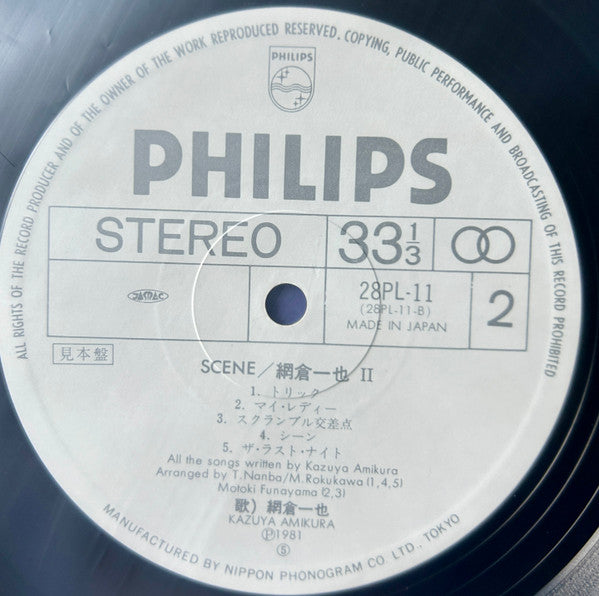 ALL RIGHTS OF THE RECORD PRODUCER AND OF THE OWNER OF THE WORK REPRODUCED RESERVED. COPYING, PUBLIC PERFORMANCE AND BROADCASTING OF THIS RECORD PROHIBITED
PHILIPS
PHILIPS
STEREO
33 1/3
JASRAC
28PL-11
(28PL-11-B)
MADE IN JAPAN
2
見本盤
SCENE/網倉一也 II
1. トリック
2. マイ・レディー
3. スクランブル交差点
4. シーン
5. ザ・ラスト・ナイト
All the songs written by Kazuya Amikura
Arranged by T. Nanba/M. Rokukawa (1,4,5)
Motoki Funayama (2,3)
歌) 網倉一也
KAZUYA AMIKURA
Ⓟ1981
⑤
MANUFACTURED BY NIPPON PHONOGRAM CO. LTD., TOKYO